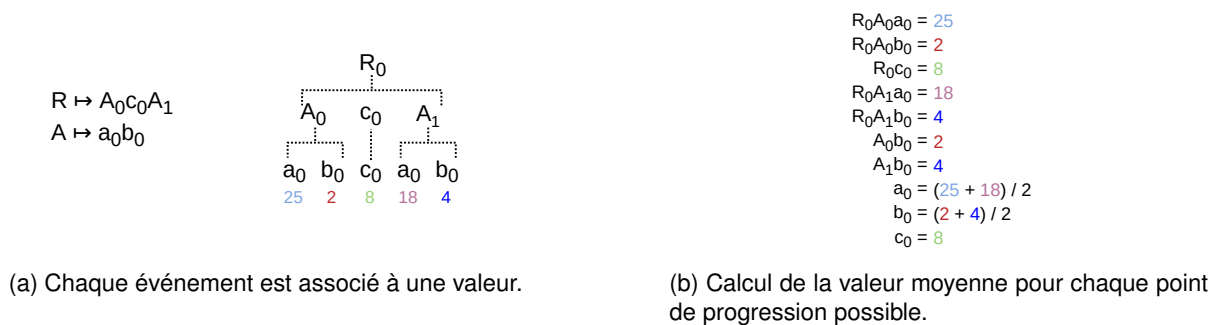 R ↦ A₀c₀A₁
A ↦ a₀b₀
R₀
A₀ c₀ A₁
a₀ b₀ c₀ a₀ b₀
25 2 8 18 4
(a) Chaque événement est associé à une valeur.
R₀A₀a₀ = 25
R₀A₀b₀ = 2
R₀c₀ = 8
R₀A₁a₀ = 18
R₀A₁b₀ = 4
A₀b₀ = 2
A₁b₀ = 4
a₀ = (25 + 18) / 2
b₀ = (2 + 4) / 2
c₀ = 8
(b) Calcul de la valeur moyenne pour chaque point
de progression possible.